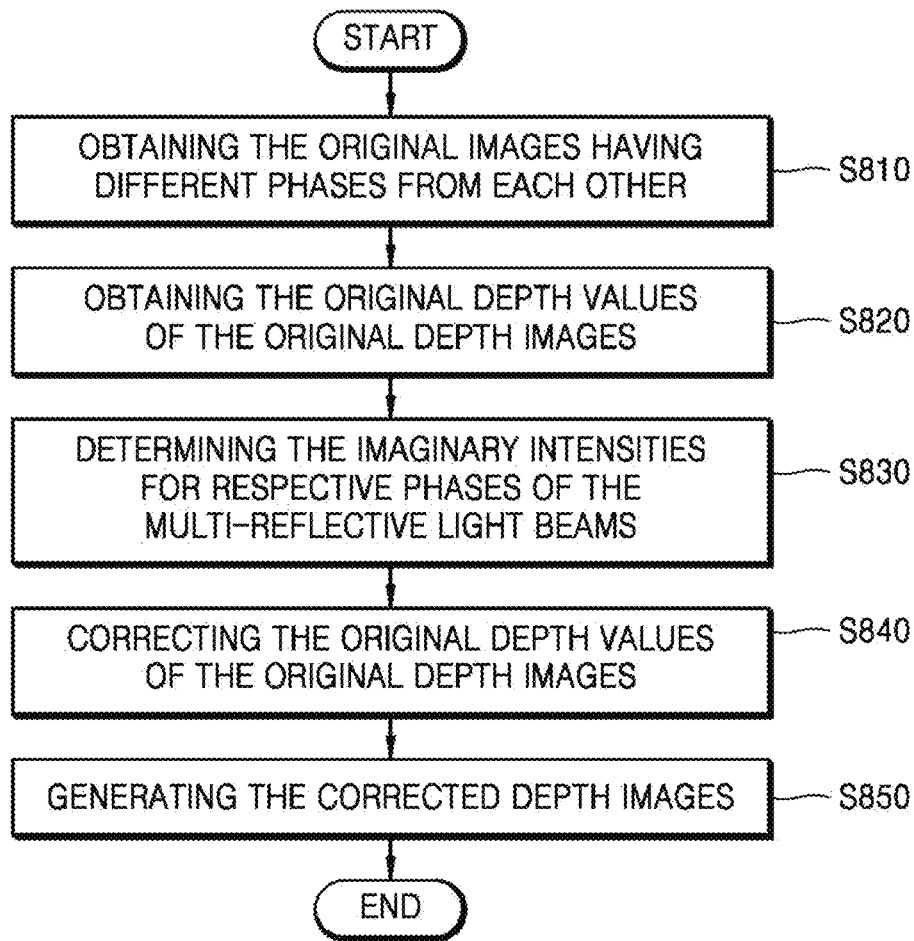 START
OBTAINING THE ORIGINAL IMAGES HAVING
DIFFERENT PHASES FROM EACH OTHER
S810
OBTAINING THE ORIGINAL DEPTH VALUES
OF THE ORIGINAL DEPTH IMAGES
S820
DETERMINING THE IMAGINARY INTENSITIES
FOR RESPECTIVE PHASES OF THE
MULTI-REFLECTIVE LIGHT BEAMS
S830
CORRECTING THE ORIGINAL DEPTH VALUES
OF THE ORIGINAL DEPTH IMAGES
S840
GENERATING THE CORRECTED DEPTH IMAGES
S850
END